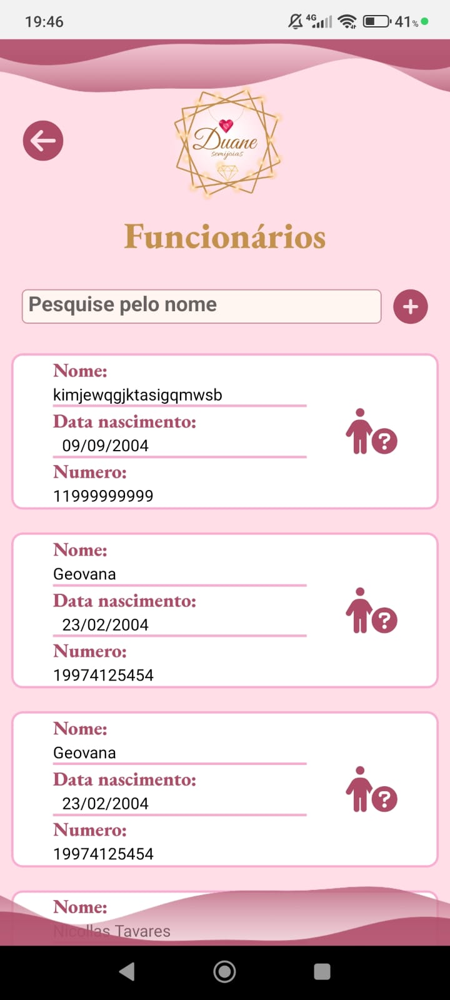 19:46
4G
41%
Duane
semijoias
Funcionários
Pesquise pelo nome
Nome:
kimjewqgjktasigqmwsb
Data nascimento:
09/09/2004
Numero:
11999999999
Nome:
Geovana
Data nascimento:
23/02/2004
Numero:
19974125454
Nome:
Geovana
Data nascimento:
23/02/2004
Numero:
19974125454
Nome:
Nicollas Tavares